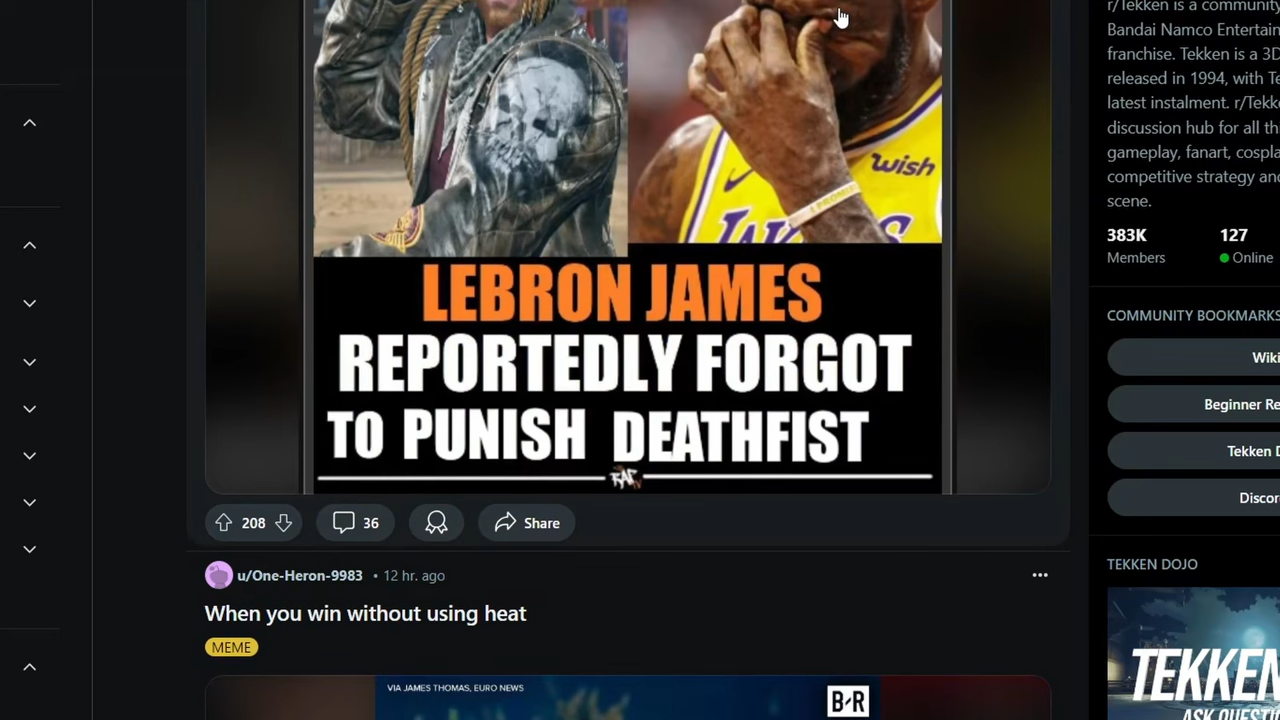 r/Tekken is a community
Bandai Namco Entertain
franchise. Tekken is a 3D
released in 1994, with Te
latest instalment. r/Tekk
discussion hub for all th
gameplay, fanart, cospla
competitive strategy an
scene.
383K
Members
127
Online
COMMUNITY BOOKMARKS
Wiki
Beginner Re
Tekken D
Discor
TEKKEN DOJO
TEKKEN
ASK QUESTION
wish
I PROMISE
LEBRON JAMES
REPORTEDLY FORGOT
TO PUNISH DEATHFIST
208
36
Share
u/One-Heron-9983 • 12 hr. ago
When you win without using heat
MEME
VIA JAMES THOMAS, EURO NEWS
B/R